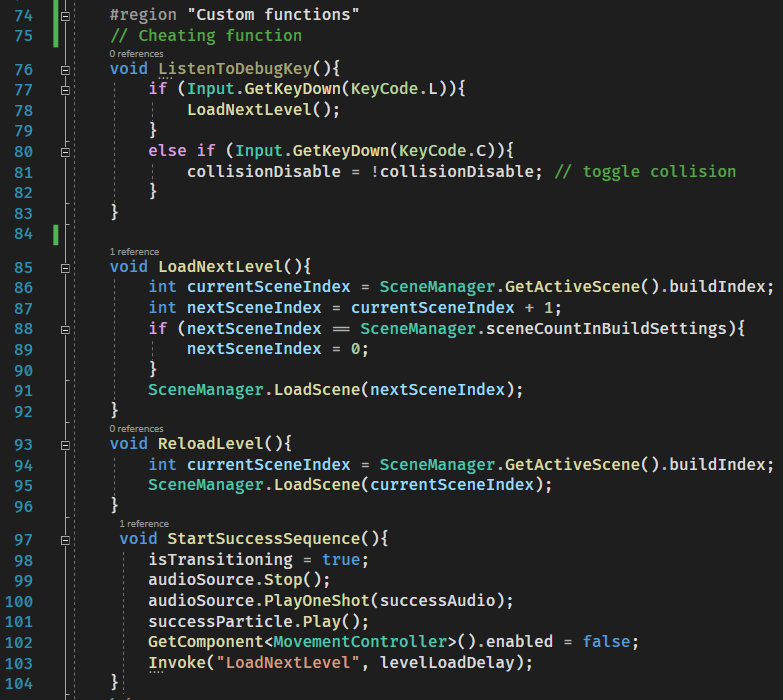 74 #region "Custom functions"
75 // Cheating function
0 references
76 void ListenToDebugKey(){
77 if (Input.GetKeyDown(KeyCode.L)){
78 LoadNextLevel();
79 }
80 else if (Input.GetKeyDown(KeyCode.C)){
81 collisionDisable = !collisionDisable; // toggle collision
82 }
83 }
84
1 reference
85 void LoadNextLevel(){
86 int currentSceneIndex = SceneManager.GetActiveScene().buildIndex;
87 int nextSceneIndex = currentSceneIndex + 1;
88 if (nextSceneIndex == SceneManager.sceneCountInBuildSettings){
89 nextSceneIndex = 0;
90 }
91 SceneManager.LoadScene(nextSceneIndex);
92 }
0 references
93 void ReloadLevel(){
94 int currentSceneIndex = SceneManager.GetActiveScene().buildIndex;
95 SceneManager.LoadScene(currentSceneIndex);
96 }
1 reference
97 void StartSuccessSequence(){
98 isTransitioning = true;
99 audioSource.Stop();
100 audioSource.PlayOneShot(successAudio);
101 successParticle.Play();
102 GetComponent<MovementController>().enabled = false;
103 Invoke("LoadNextLevel", levelLoadDelay);
104 }